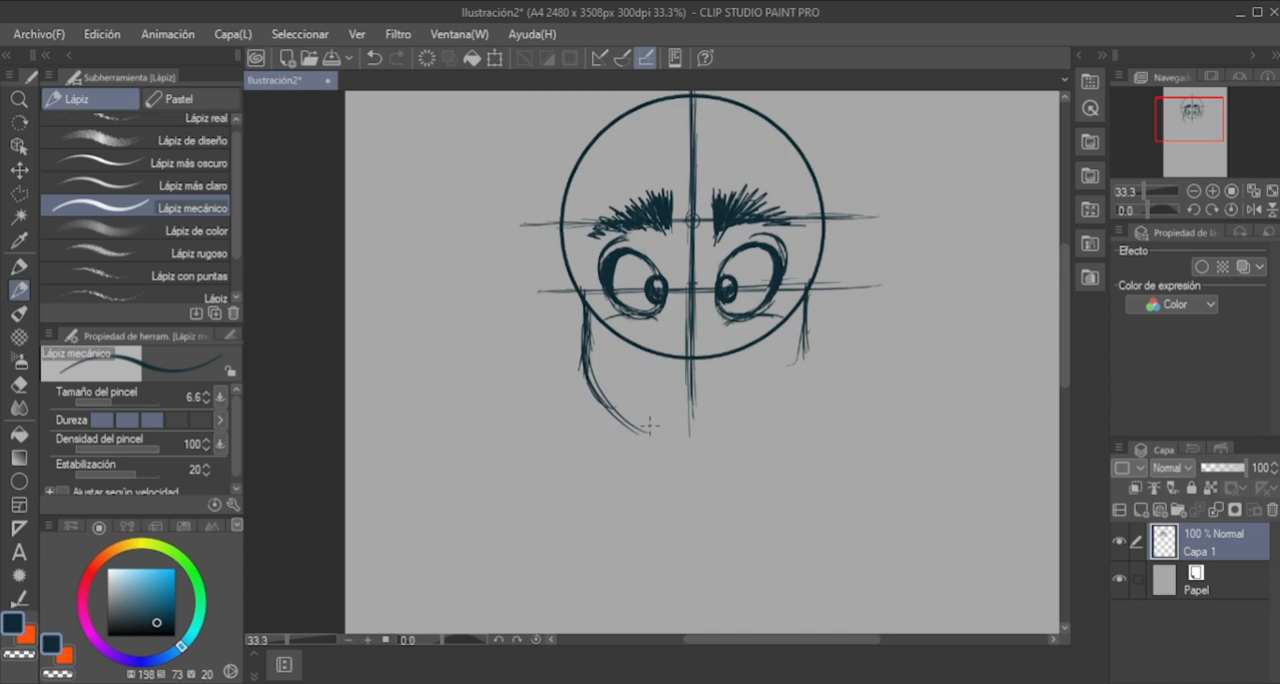 Ilustración2* (A4 2480 x 3508px 300dpi 33.3%) - CLIP STUDIO PAINT PRO
Archivo(F) Edición Animación Capa(L) Seleccionar Ver Filtro Ventana(W) Ayuda(H)
Subherramienta [Lápiz]
Ilustración2*
Navegad
Lápiz Pastel
Lápiz real
Lápiz de diseño
Lápiz más oscuro
Lápiz más claro
Lápiz mecánico
Lápiz de color
Lápiz rugoso
Lápiz con puntas
Lápiz
33.3
0.0
Propiedad de la
Efecto
Color de expresión
Color
Propiedad de herram. [Lápiz me
Lápiz mecánico
Tamaño del pincel 6.6
Dureza
Densidad del pincel 100
Estabilización 20
Ajustar según velocidad
Capa
Normal 100
100 % Normal
Capa 1
Papel
33.3 0.0
198 73 20
A